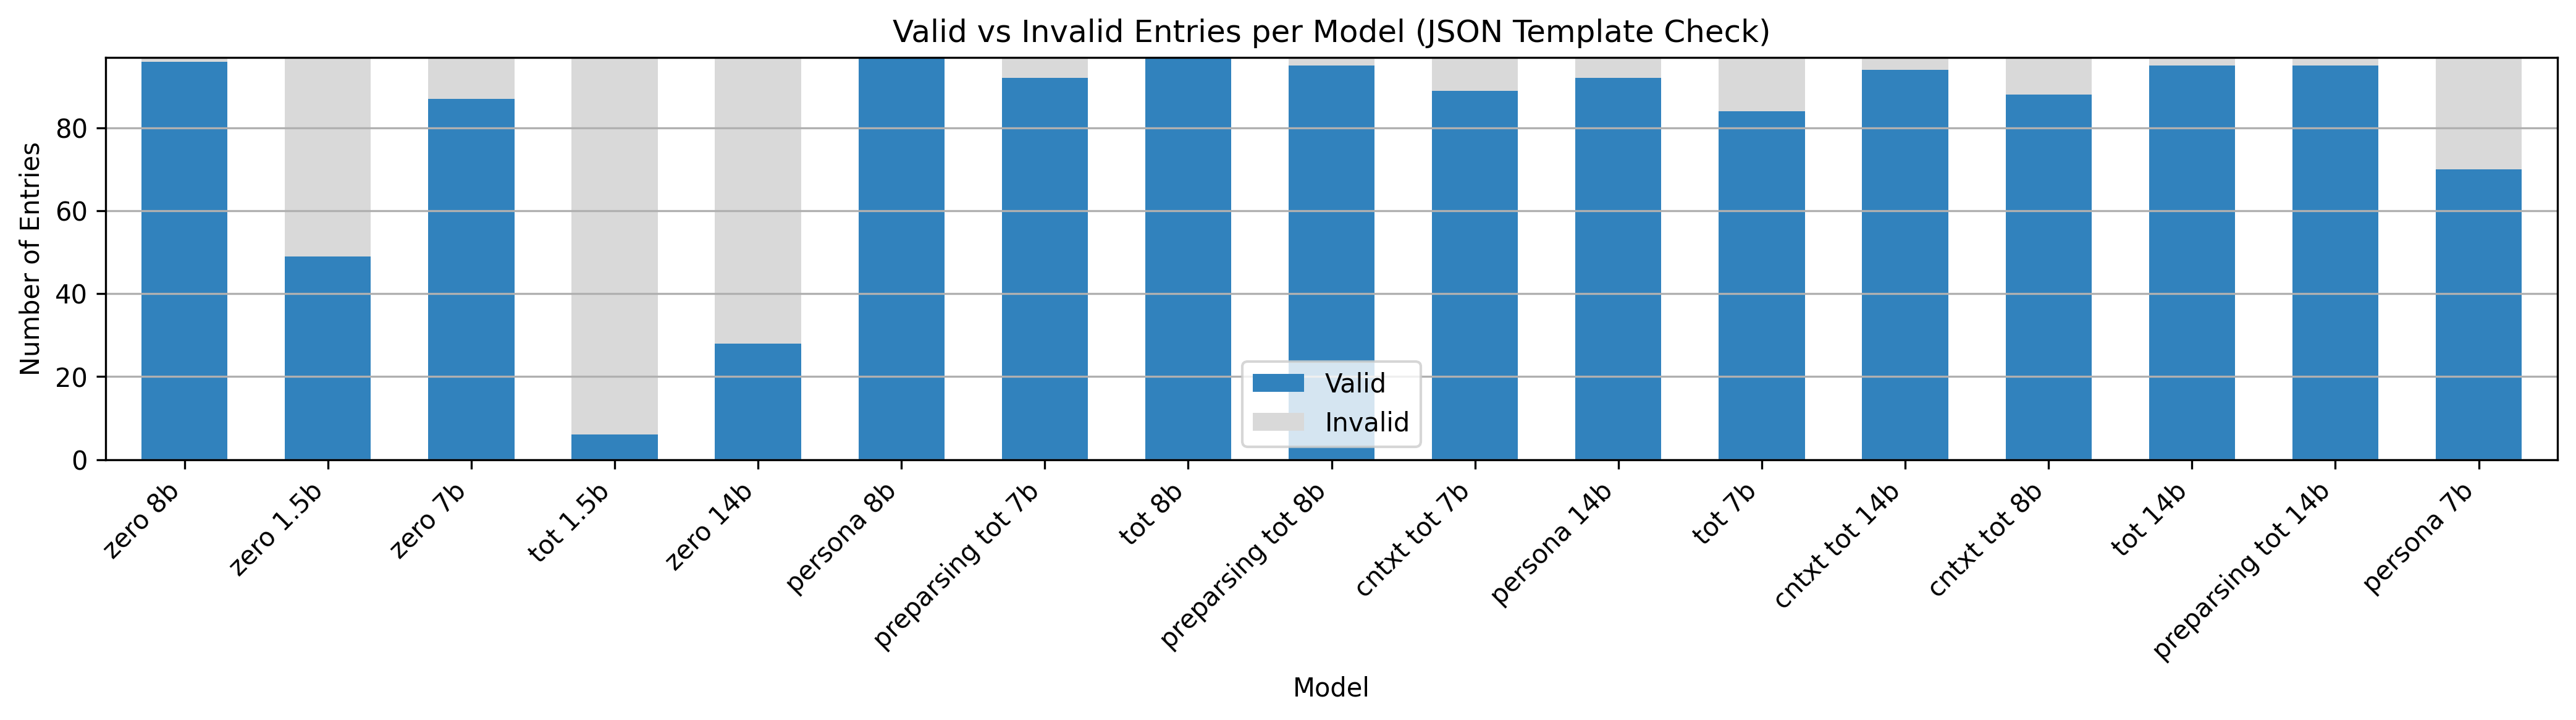 Valid vs Invalid Entries per Model (JSON Template Check)
Number of Entries
80
60
40
20
0
Valid
Invalid
zero 8b
zero 1.5b
zero 7b
tot 1.5b
zero 14b
persona 8b
preparsing tot 7b
tot 8b
preparsing tot 8b
cntxt tot 7b
persona 14b
tot 7b
cntxt tot 14b
cntxt tot 8b
tot 14b
preparsing tot 14b
persona 7b
Model